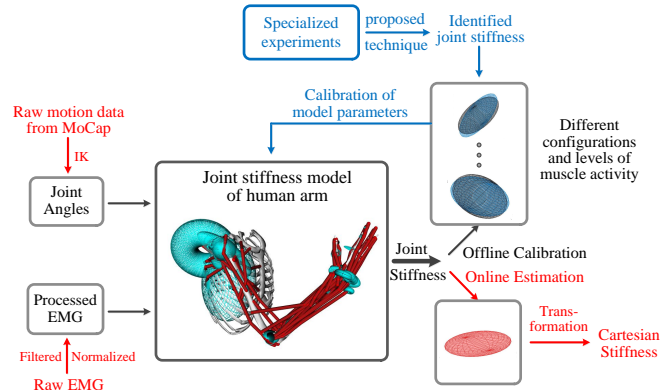 Specialized
experiments
proposed
technique
Identified
joint stiffness
Calibration of
model parameters
Raw motion data
from MoCap
IK
Joint
Angles
Joint stiffness model
of human arm
Different
configurations
and levels of
muscle activity
Joint
Stiffness
Offline Calibration
Online Estimation
Processed
EMG
Filtered
Normalized
Raw EMG
Trans-
formation
Cartesian
Stiffness